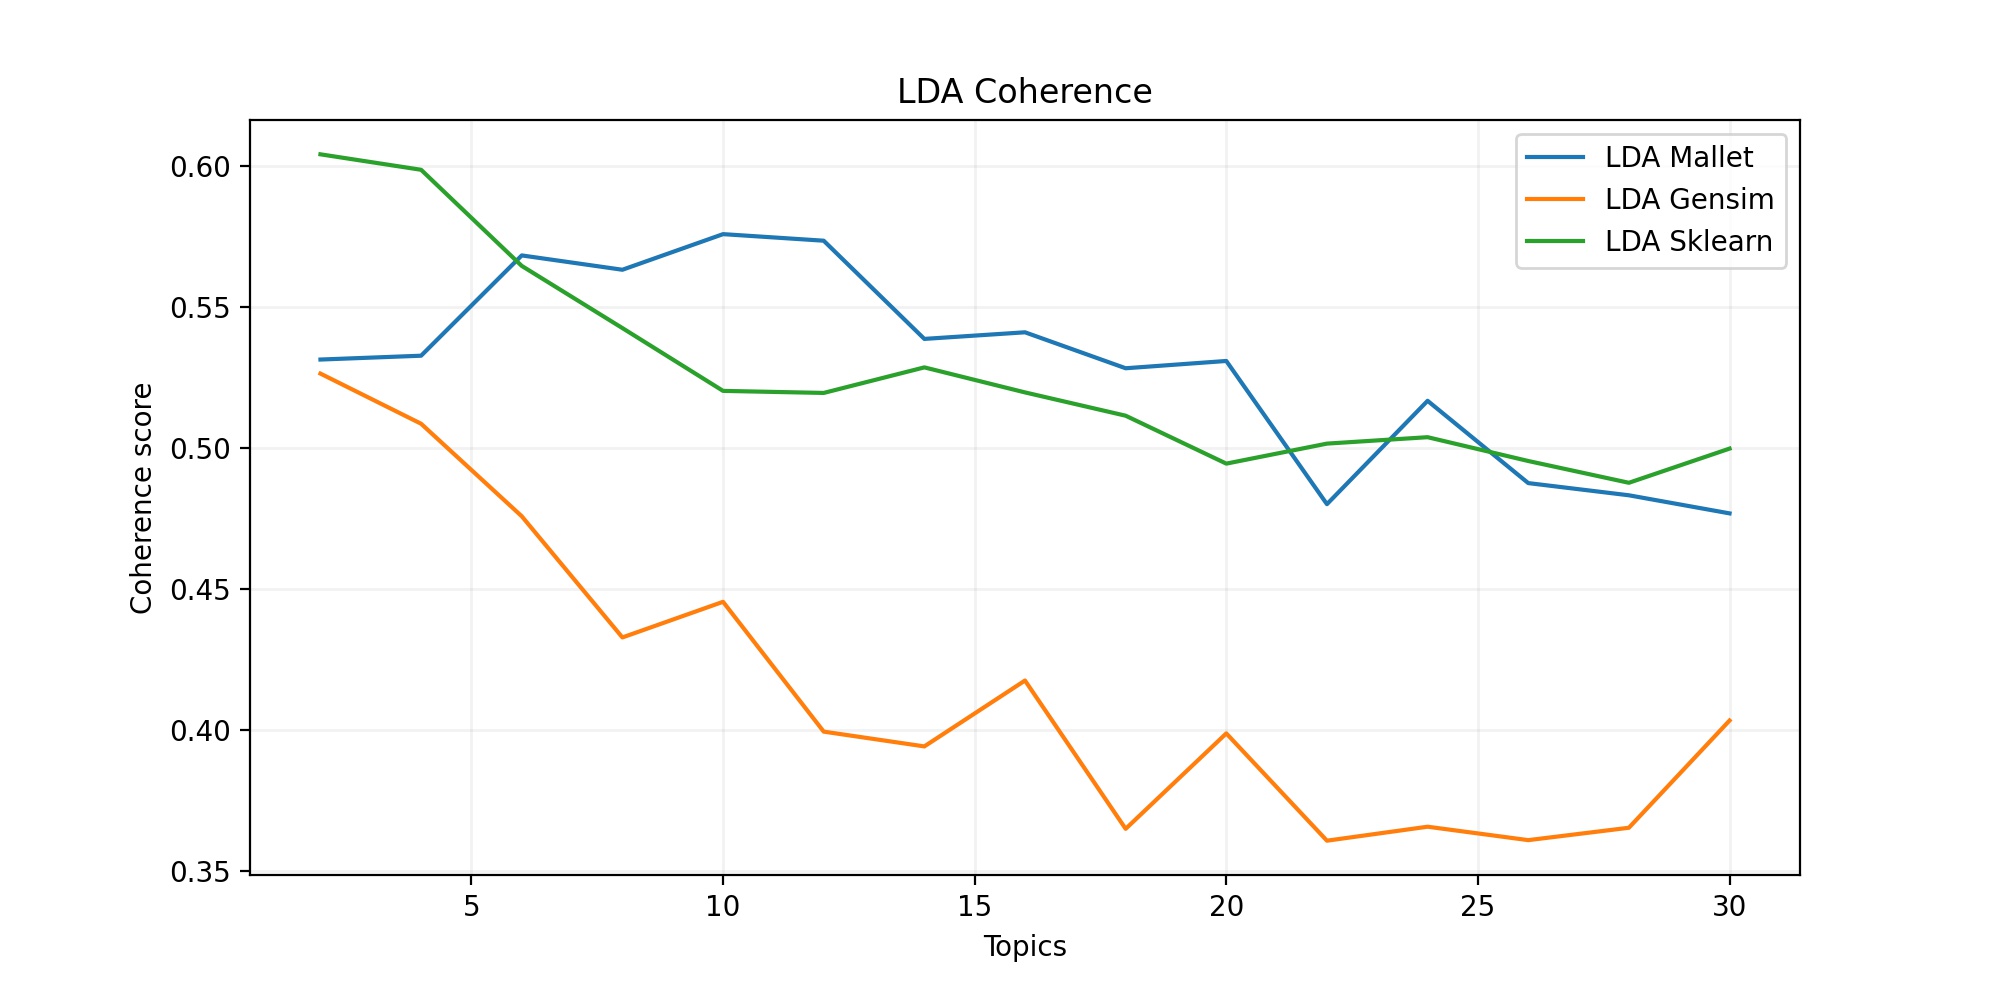 LDA Coherence
LDA Mallet
LDA Gensim
LDA Sklearn
Coherence score
0.60
0.55
0.50
0.45
0.40
0.35
5 10 15 20 25 30
Topics